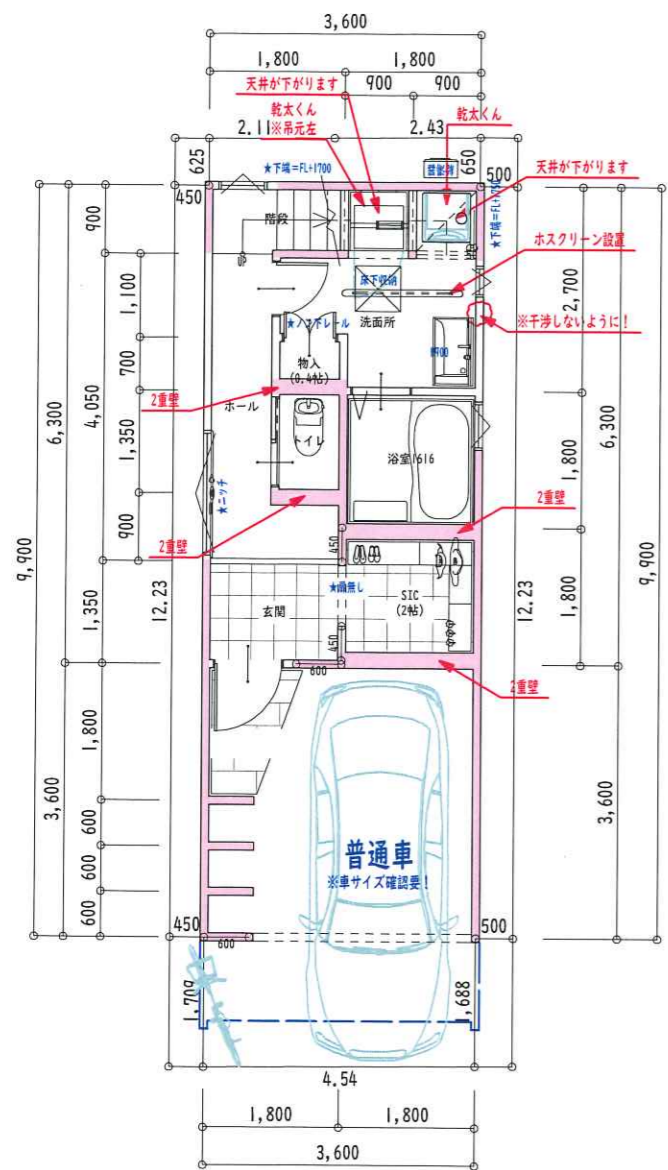 3,600
1,800
1,800
天井が下がります
900
900
乾太くん
※吊元左
乾太くん
2.11
2.43
625
★下端=FL+1700
650
500
天井が下がります
450
900
階段
UP
ホスクリーン設置
床下収納
2,700
※干渉しないように！
1,100
★ノンレール
洗面所
物入
(0.4帖)
700
2重壁
ホール
4,050
6,300
6,300
トイレ
浴室1616
1,350
1,800
★ニッチ
2重壁
2重壁
900
450
9,900
9,900
12.23
12.23
★扉無し
1,350
玄関
SIC
(2帖)
1,800
450
600
2重壁
1,800
3,600
3,600
普通車
※車サイズ確認要！
600
600
600
450
500
600
1,709
1,688
4.54
1,800
1,800
3,600